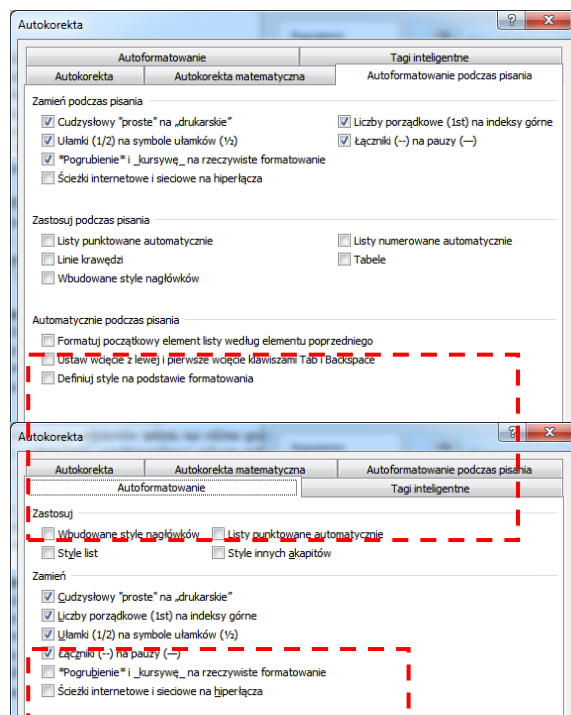 Autokorekta
Autoformatowanie Tagi inteligentne
Autokorekta Autokorekta matematyczna Autoformatowanie podczas pisania
Zamień podczas pisania
Cudzysłowy "proste" na „drukarskie” Liczby porządkowe (1st) na indeksy górne
Ułamki (1/2) na symbole ułamków (½) Łączniki (--) na pauzy (—)
*Pogrubienie* i _kursywę_ na rzeczywiste formatowanie
Ścieżki internetowe i sieciowe na hiperłącza
Zastosuj podczas pisania
Listy punktowane automatycznie Listy numerowane automatycznie
Linie krawędzi Tabele
Wbudowane style nagłówków
Automatycznie podczas pisania
Formatuj początkowy element listy według elementu poprzedniego
Ustaw wcięcie z lewej i pierwsze wcięcie klawiszami Tab i Backspace
Definiuj style na podstawie formatowania
Autokorekta
Autokorekta Autokorekta matematyczna Autoformatowanie podczas pisania
Autoformatowanie Tagi inteligentne
Zastosuj
Wbudowane style nagłówków Listy punktowane automatycznie
Style list Style innych akapitów
Zamień
Cudzysłowy "proste" na „drukarskie”
Liczby porządkowe (1st) na indeksy górne
Ułamki (1/2) na symbole ułamków (½)
Łączniki (--) na pauzy (—)
*Pogrubienie* i _kursywę_ na rzeczywiste formatowanie
Ścieżki internetowe i sieciowe na hiperłącza